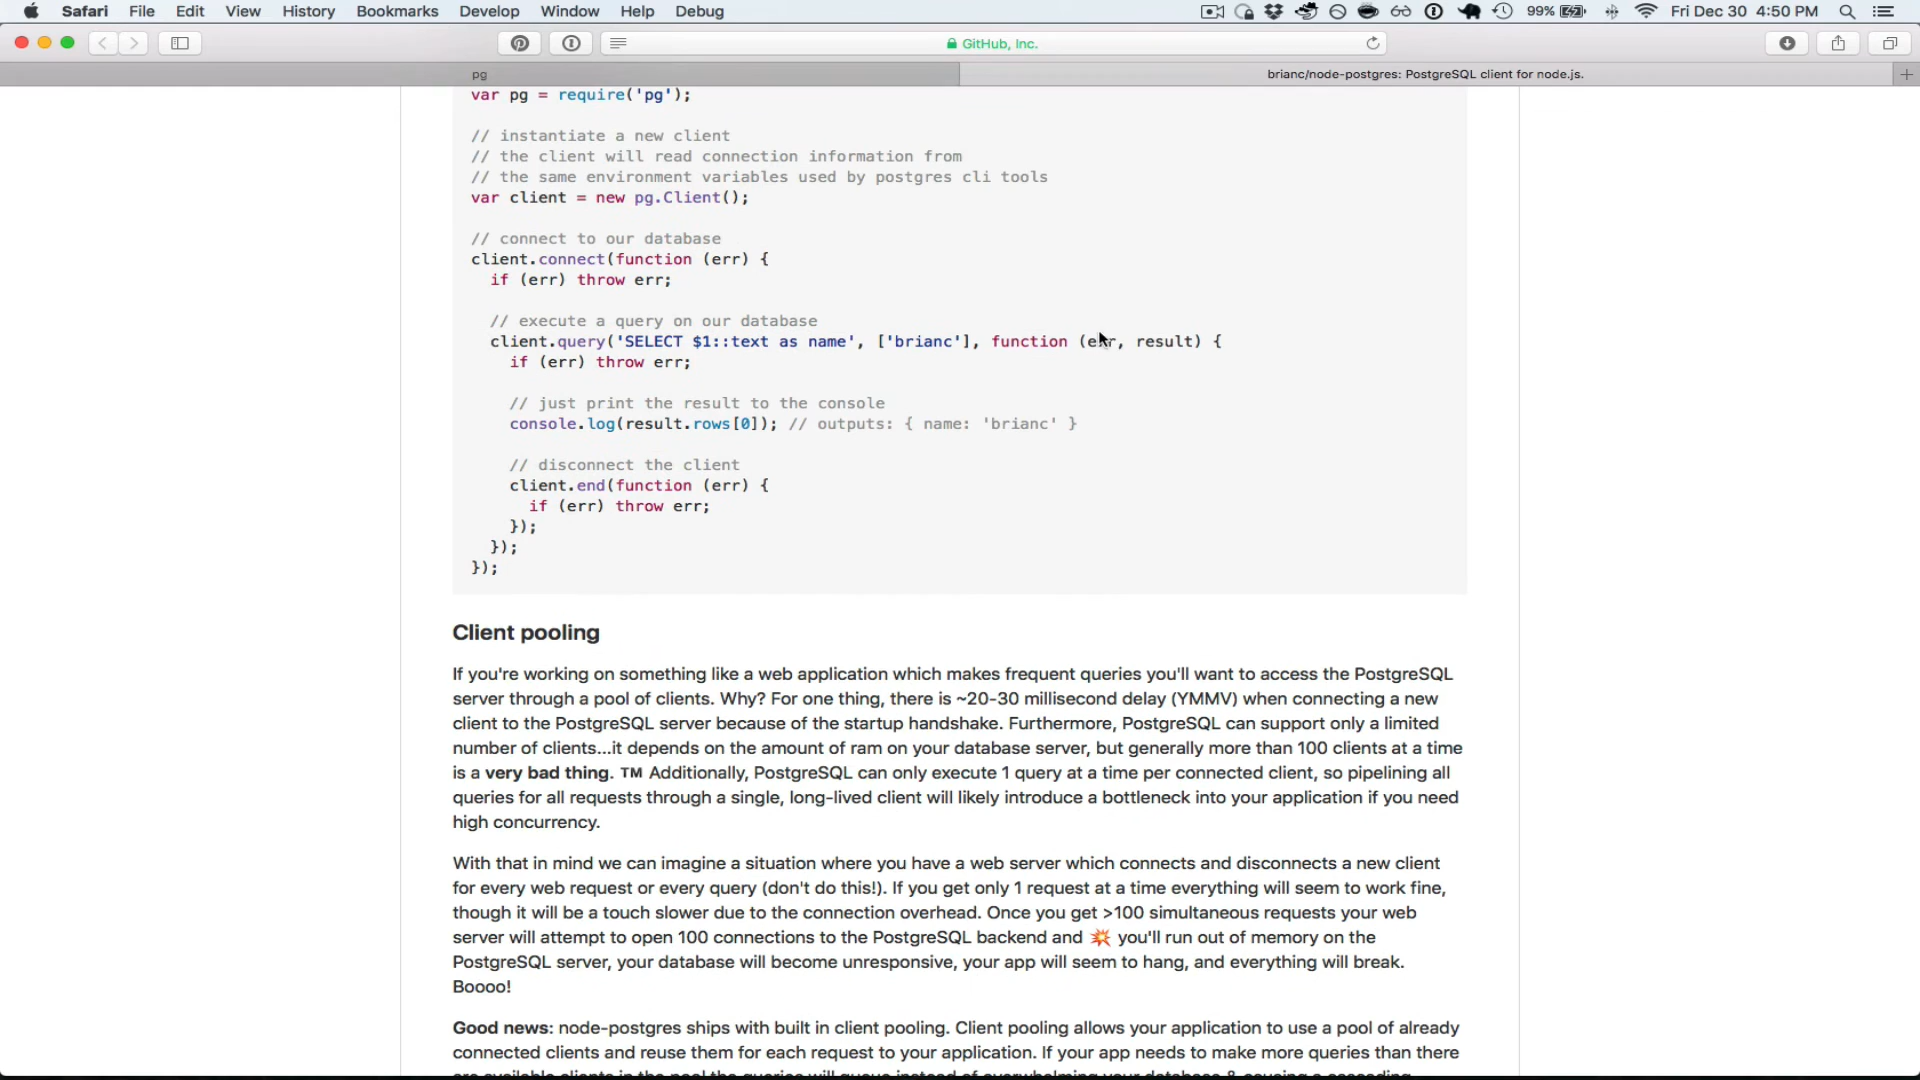 Safari File Edit View History Bookmarks Develop Window Help Debug 99% Fri Dec 30 4:50 PM
GitHub, Inc.
pg
brianc/node-postgres: PostgreSQL client for node.js.
var pg = require('pg');
// instantiate a new client
// the client will read connection information from
// the same environment variables used by postgres cli tools
var client = new pg.Client();
// connect to our database
client.connect(function (err) {
if (err) throw err;
// execute a query on our database
client.query('SELECT $1::text as name', ['brianc'], function (err, result) {
if (err) throw err;
// just print the result to the console
console.log(result.rows[0]); // outputs: { name: 'brianc' }
// disconnect the client
client.end(function (err) {
if (err) throw err;
});
});
});
Client pooling
If you're working on something like a web application which makes frequent queries you'll want to access the PostgreSQL
server through a pool of clients. Why? For one thing, there is ~20-30 millisecond delay (YMMV) when connecting a new
client to the PostgreSQL server because of the startup handshake. Furthermore, PostgreSQL can support only a limited
number of clients...it depends on the amount of ram on your database server, but generally more than 100 clients at a time
is a very bad thing. ™ Additionally, PostgreSQL can only execute 1 query at a time per connected client, so pipelining all
queries for all requests through a single, long-lived client will likely introduce a bottleneck into your application if you need
high concurrency.
With that in mind we can imagine a situation where you have a web server which connects and disconnects a new client
for every web request or every query (don't do this!). If you get only 1 request at a time everything will seem to work fine,
though it will be a touch slower due to the connection overhead. Once you get >100 simultaneous requests your web
server will attempt to open 100 connections to the PostgreSQL backend and 💥 you'll run out of memory on the
PostgreSQL server, your database will become unresponsive, your app will seem to hang, and everything will break.
Boooo!
Good news: node-postgres ships with built in client pooling. Client pooling allows your application to use a pool of already
connected clients and reuse them for each request to your application. If your app needs to make more queries than there
are available clients in the pool the queries will queue instead of overwhelming your database & causing a cascading